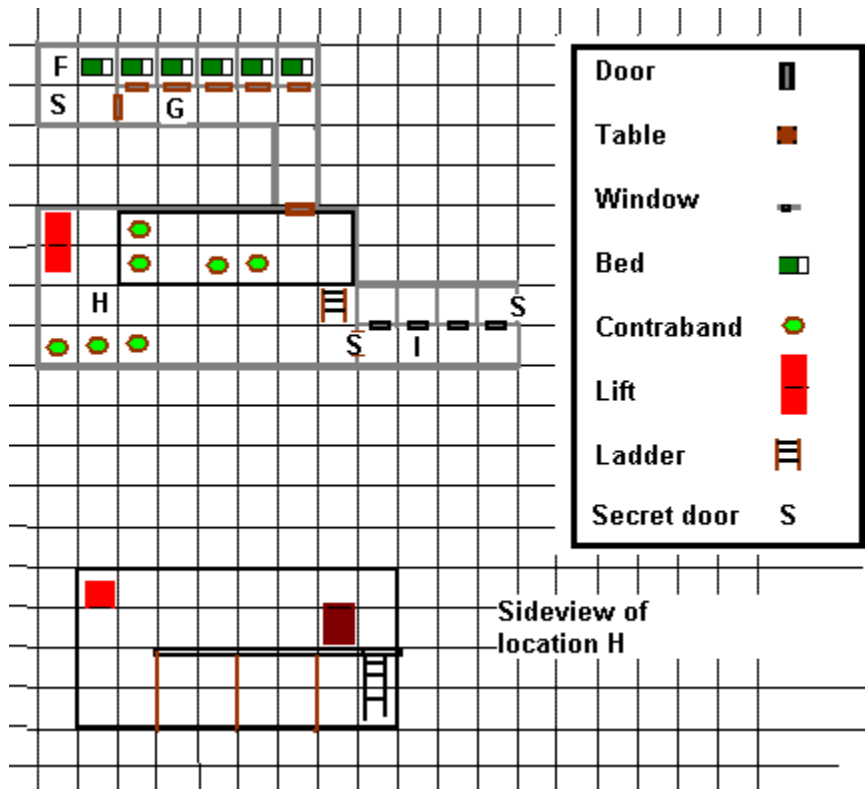 F
S
G
H
S
S
I
Door
Table
Window
Bed
Contraband
Lift
Ladder
Secret door S
Sideview of
location H